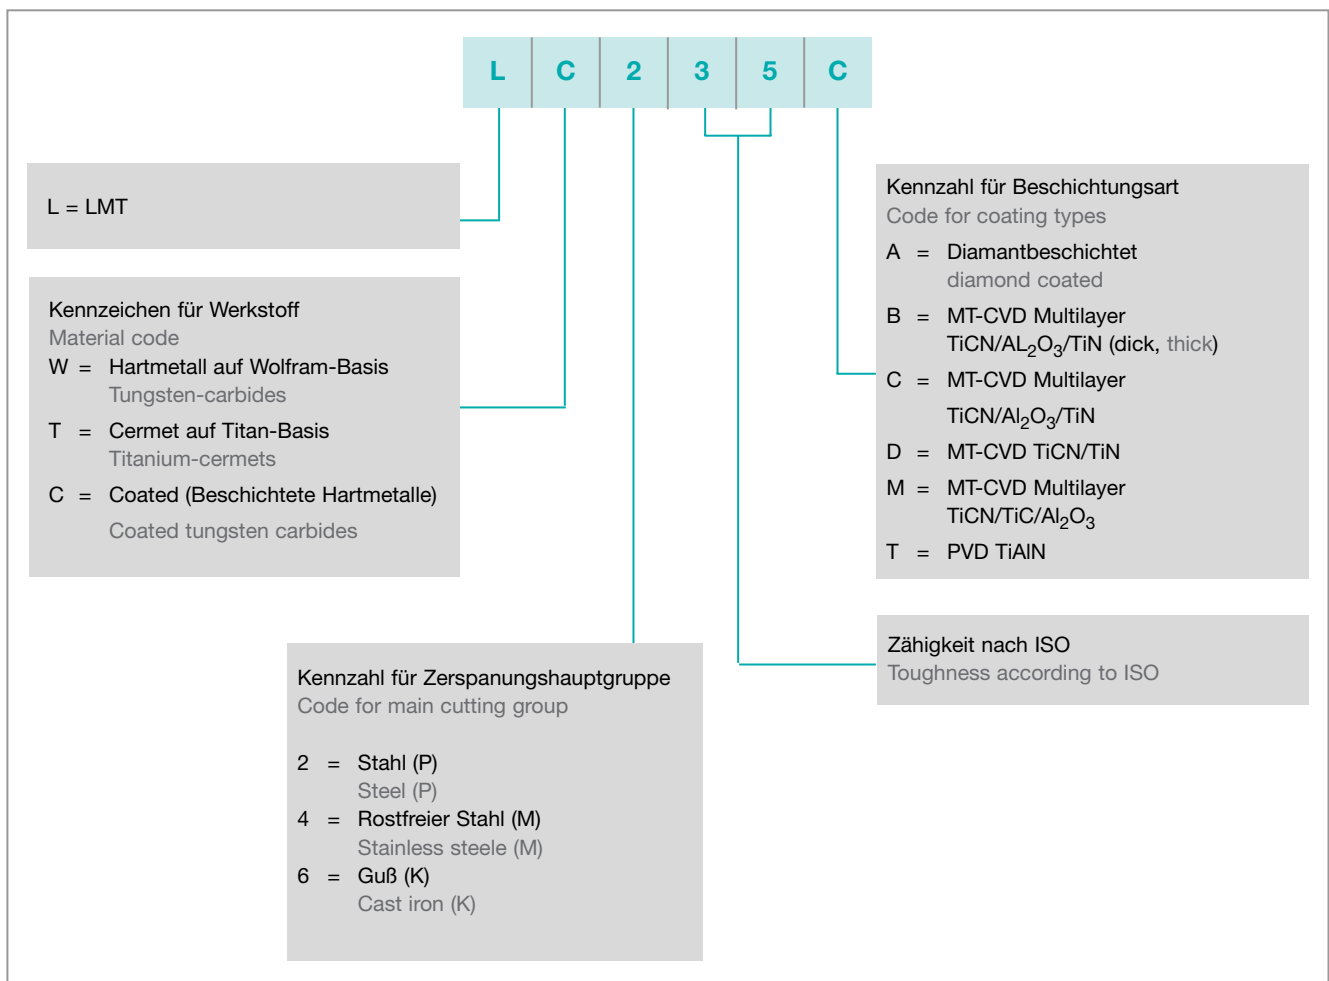 L C 2 3 5 C
L = LMT
Kennzeichen für Werkstoff
Material code
W = Hartmetall auf Wolfram-Basis
Tungsten-carbides
T = Cermet auf Titan-Basis
Titanium-cermets
C = Coated (Beschichtete Hartmetalle)
Coated tungsten carbides
Kennzahl für Zerspanungshauptgruppe
Code for main cutting group
2 = Stahl (P)
Steel (P)
4 = Rostfreier Stahl (M)
Stainless steele (M)
6 = Guß (K)
Cast iron (K)
Kennzahl für Beschichtungsart
Code for coating types
A = Diamantbeschichtet
diamond coated
B = MT-CVD Multilayer
TiCN/AL₂O₃/TiN (dick, thick)
C = MT-CVD Multilayer
TiCN/Al₂O₃/TiN
D = MT-CVD TiCN/TiN
M = MT-CVD Multilayer
TiCN/TiC/Al₂O₃
T = PVD TiAlN
Zähigkeit nach ISO
Toughness according to ISO